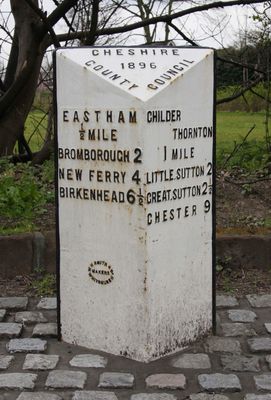 CHESHIRE
1896
COUNTY COUNCIL
EASTHAM
½ MILE
BROMBOROUGH 2
NEW FERRY 4
BIRKENHEAD 6½
CHILDER
THORNTON
1 MILE
LITTLE.SUTTON 2
GREAT.SUTTON 2½
CHESTER 9
MAKERS